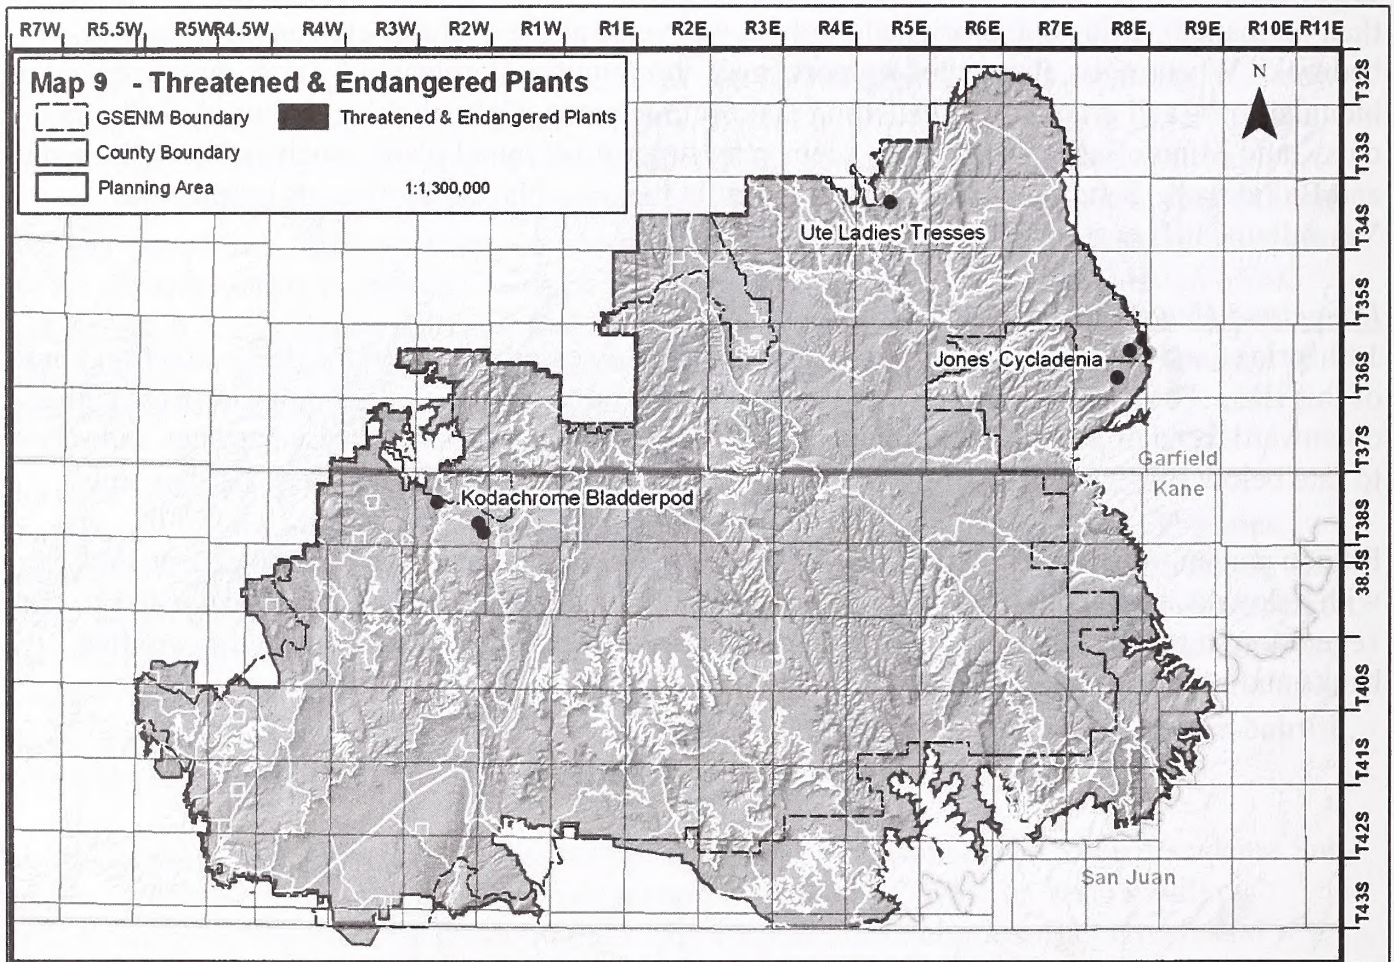 R7W R5.5W R5W R4.5W R4W R3W R2W R1W R1E R2E R3E R4E R5E R6E R7E R8E R9E R10E R11E
Map 9 - Threatened & Endangered Plants
GSENM Boundary Threatened & Endangered Plants
County Boundary
Planning Area 1:1,300,000
N
T32S
T33S
T34S
T35S
T36S
T37S
T38S
38.5S
T40S
T41S
T42S
T43S
Ute Ladies' Tresses
Jones' Cycladenia
Garfield
Kane
Kodachrome Bladderpod
San Juan